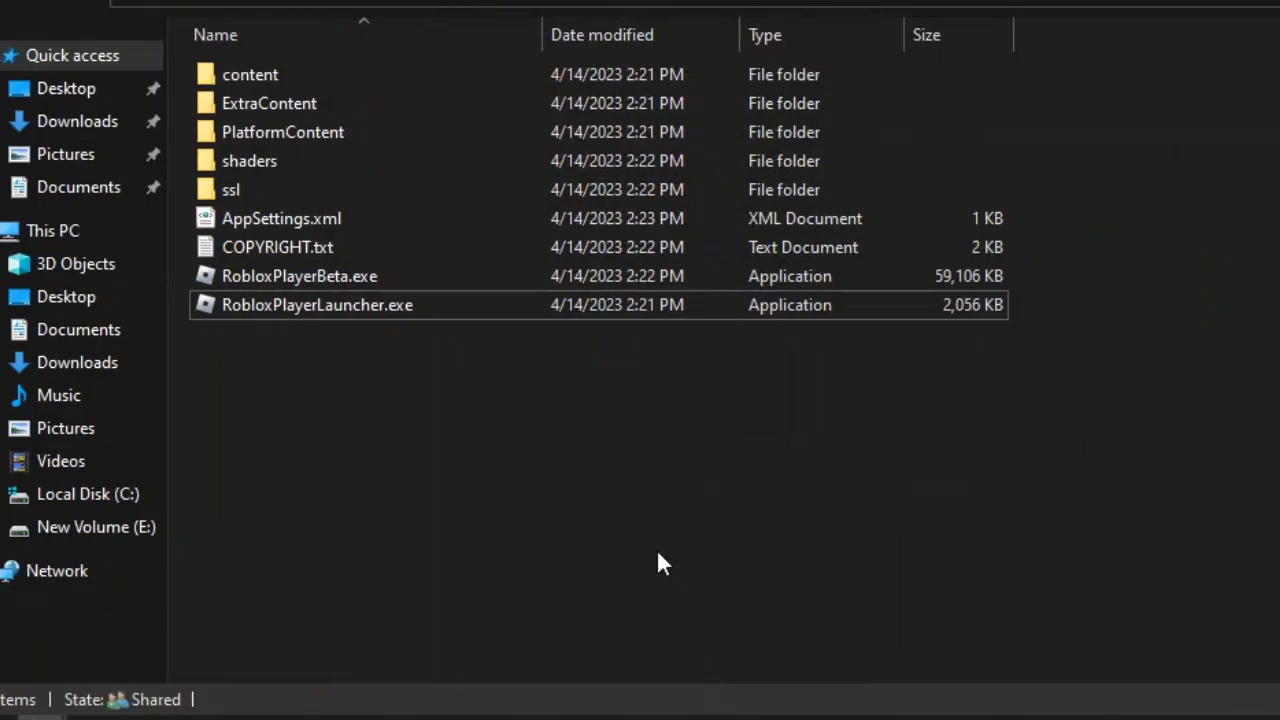 Name Date modified Type Size
Quick access
Desktop
Downloads
Pictures
Documents
This PC
3D Objects
Desktop
Documents
Downloads
Music
Pictures
Videos
Local Disk (C:)
New Volume (E:)
Network
content 4/14/2023 2:21 PM File folder
ExtraContent 4/14/2023 2:21 PM File folder
PlatformContent 4/14/2023 2:21 PM File folder
shaders 4/14/2023 2:22 PM File folder
ssl 4/14/2023 2:22 PM File folder
AppSettings.xml 4/14/2023 2:23 PM XML Document 1 KB
COPYRIGHT.txt 4/14/2023 2:22 PM Text Document 2 KB
RobloxPlayerBeta.exe 4/14/2023 2:22 PM Application 59,106 KB
RobloxPlayerLauncher.exe 4/14/2023 2:21 PM Application 2,056 KB
tems | State: Shared |